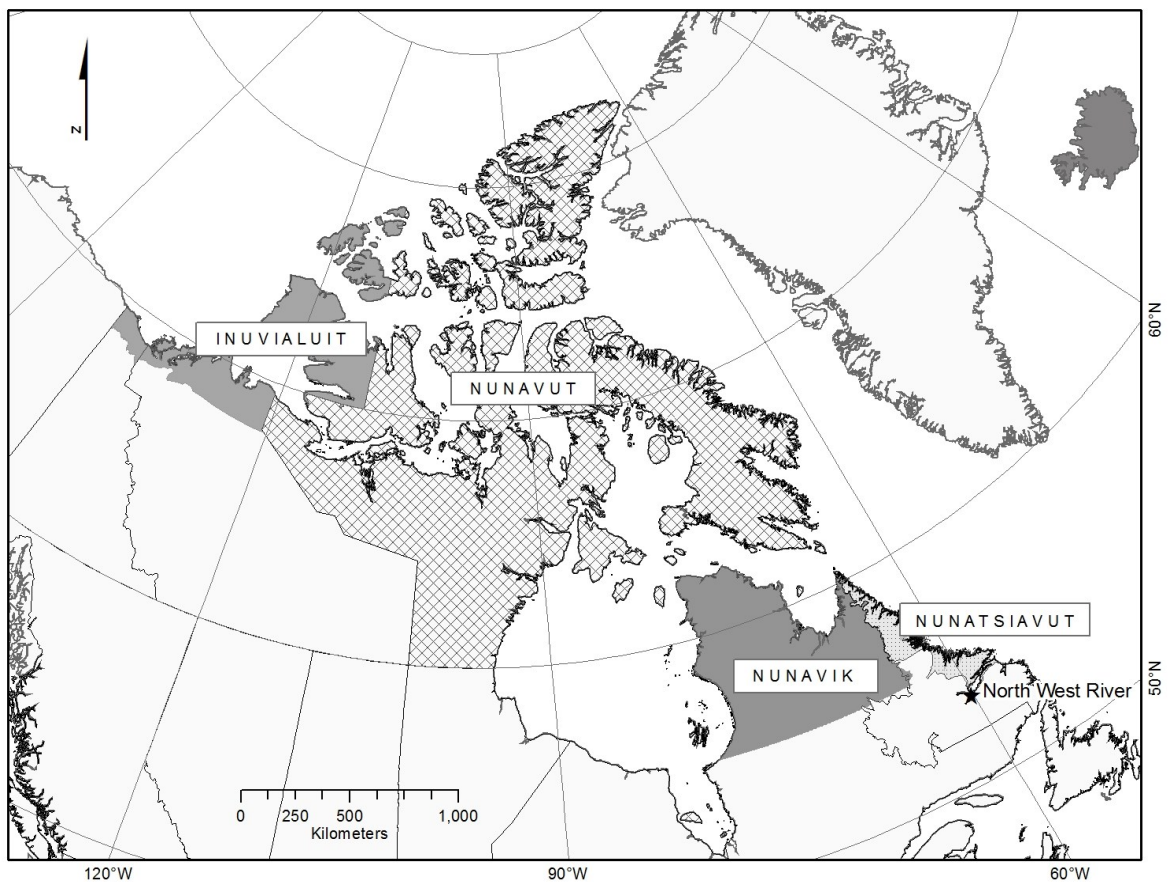 N
INUVIALUIT
NUNAVUT
60°N
NUNATSIAVUT
NUNAVIK
North West River
50°N
0 250 500 1,000
Kilometers
120°W 90°W 60°W